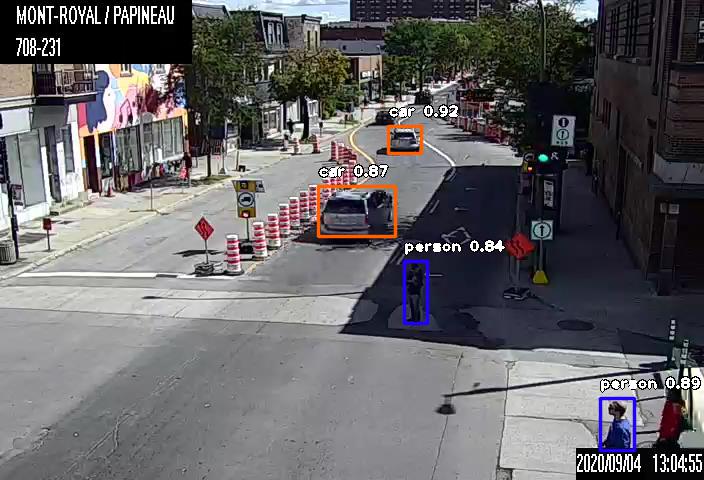 MONT-ROYAL / PAPINEAU
708-231
car 0.92
car 0.87
person 0.84
person 0.89
2020/09/04 13:04:55